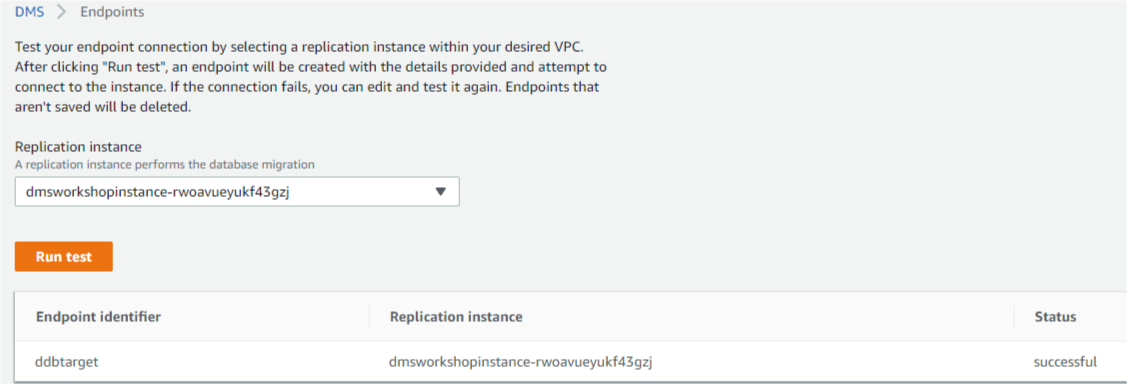 DMS > Endpoints
Test your endpoint connection by selecting a replication instance within your desired VPC.
After clicking "Run test", an endpoint will be created with the details provided and attempt to
connect to the instance. If the connection fails, you can edit and test it again. Endpoints that
aren't saved will be deleted.
Replication instance
A replication instance performs the database migration
dmsworkshopinstance-rwoavueyukf43gzj
Run test
Endpoint identifier Replication instance Status
ddbtarget dmsworkshopinstance-rwoavueyukf43gzj successful